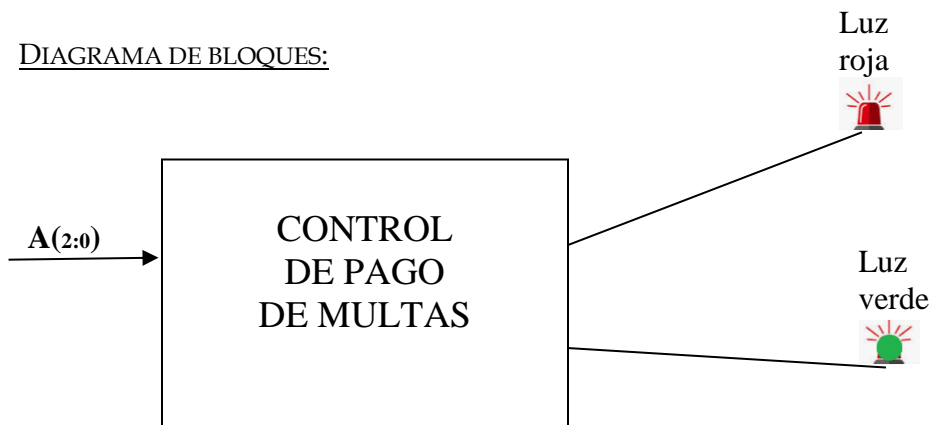 Luz
roja
DIAGRAMA DE BLOQUES:
A(2:0)
CONTROL
DE PAGO
DE MULTAS
Luz
verde